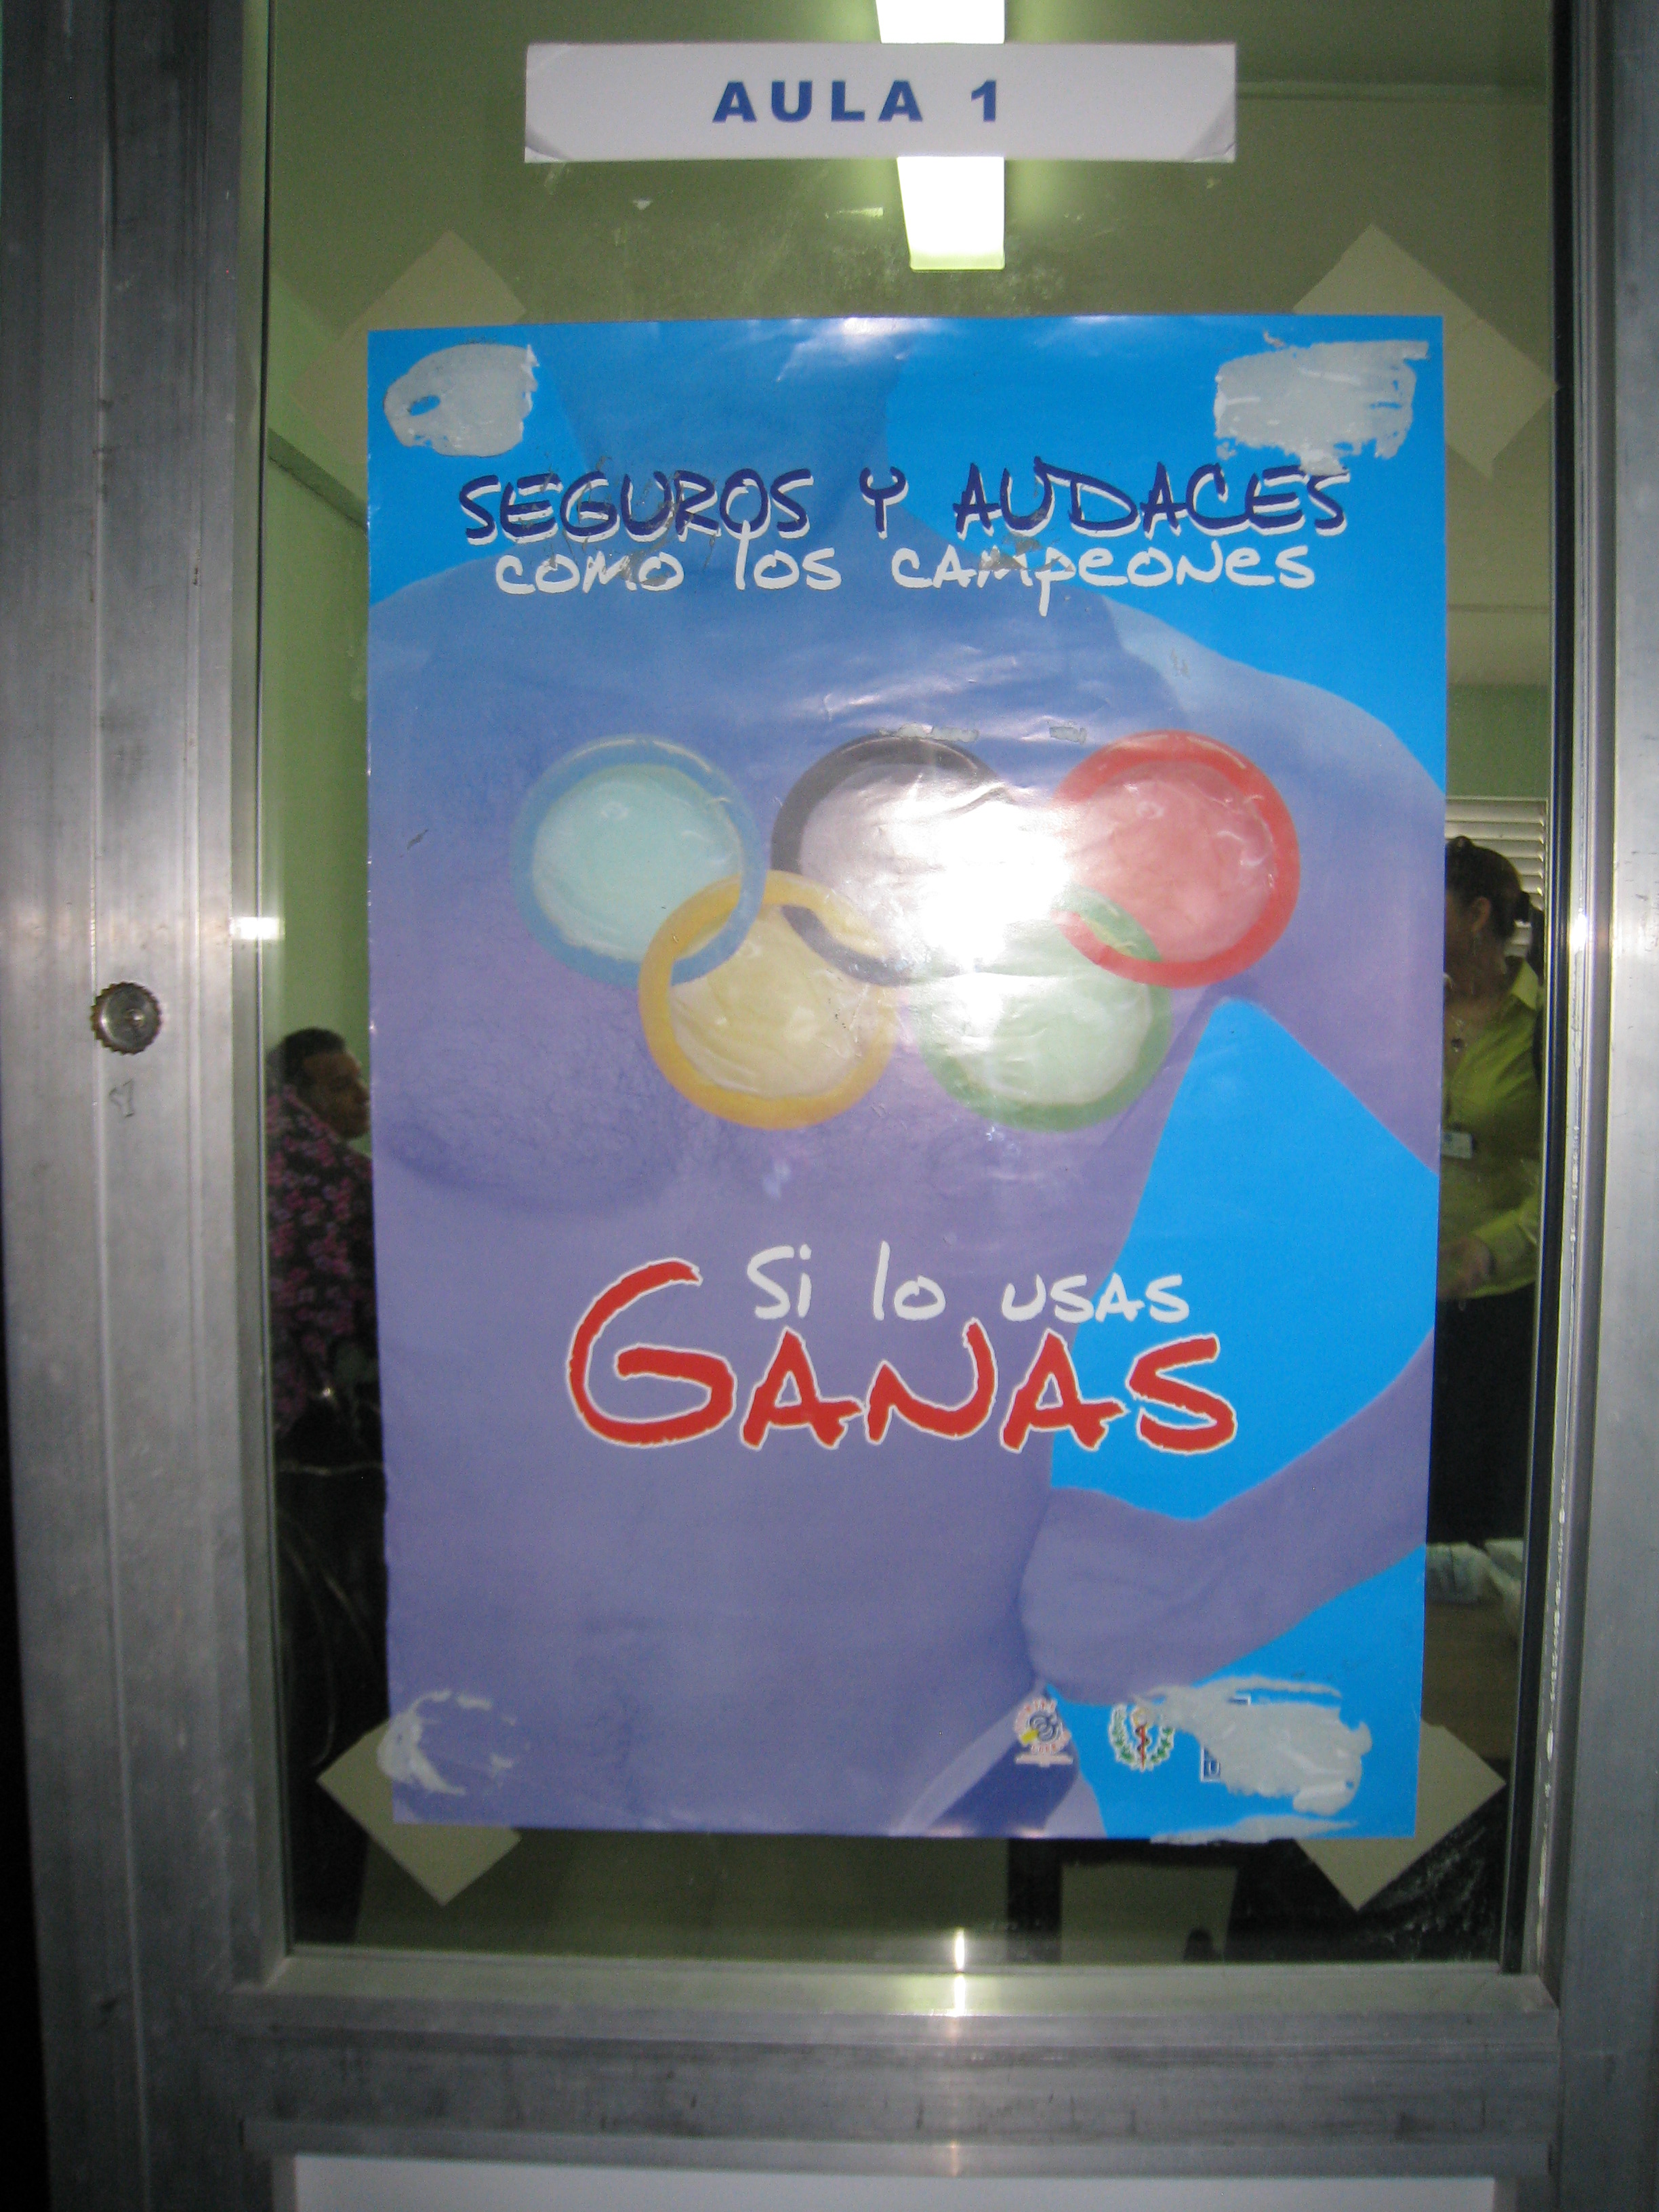 AULA 1
SEGUROS Y AUDACES
como los campeones
Si lo usas
GANAS